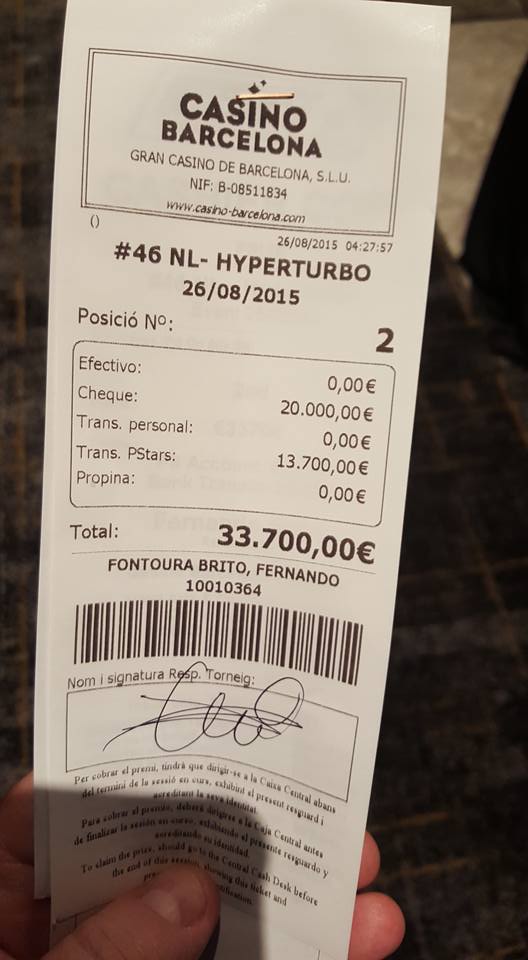 CASINO
BARCELONA
GRAN CASINO DE BARCELONA, S.L.U.
NIF: B-08511834
www.casino-barcelona.com
()
26/08/2015 04:27:57
#46 NL- HYPERTURBO
26/08/2015
Posició Nº: 2
Efectivo: 0,00€
Cheque: 20.000,00€
Trans. personal: 0,00€
Trans. PStars: 13.700,00€
Propina: 0,00€
Total: 33.700,00€
FONTOURA BRITO, FERNANDO
10010364
Nom i signatura Resp. Torneig:
Per cobrar el premi, tindrà que dirigir-se a la Caixa Central abans
del termini de la sessió en curs, exhibint el present resguard i
acreditant la seva identitat.
Para cobrar el premio, deberá dirigirse a la Caja Central antes
de finalizar la sesión en curso, exhibiendo el presente resguardo y
acreditando su identidad.
To claim the prize, should go to the Central Cash Desk before
the end of this session, showing this ticket and